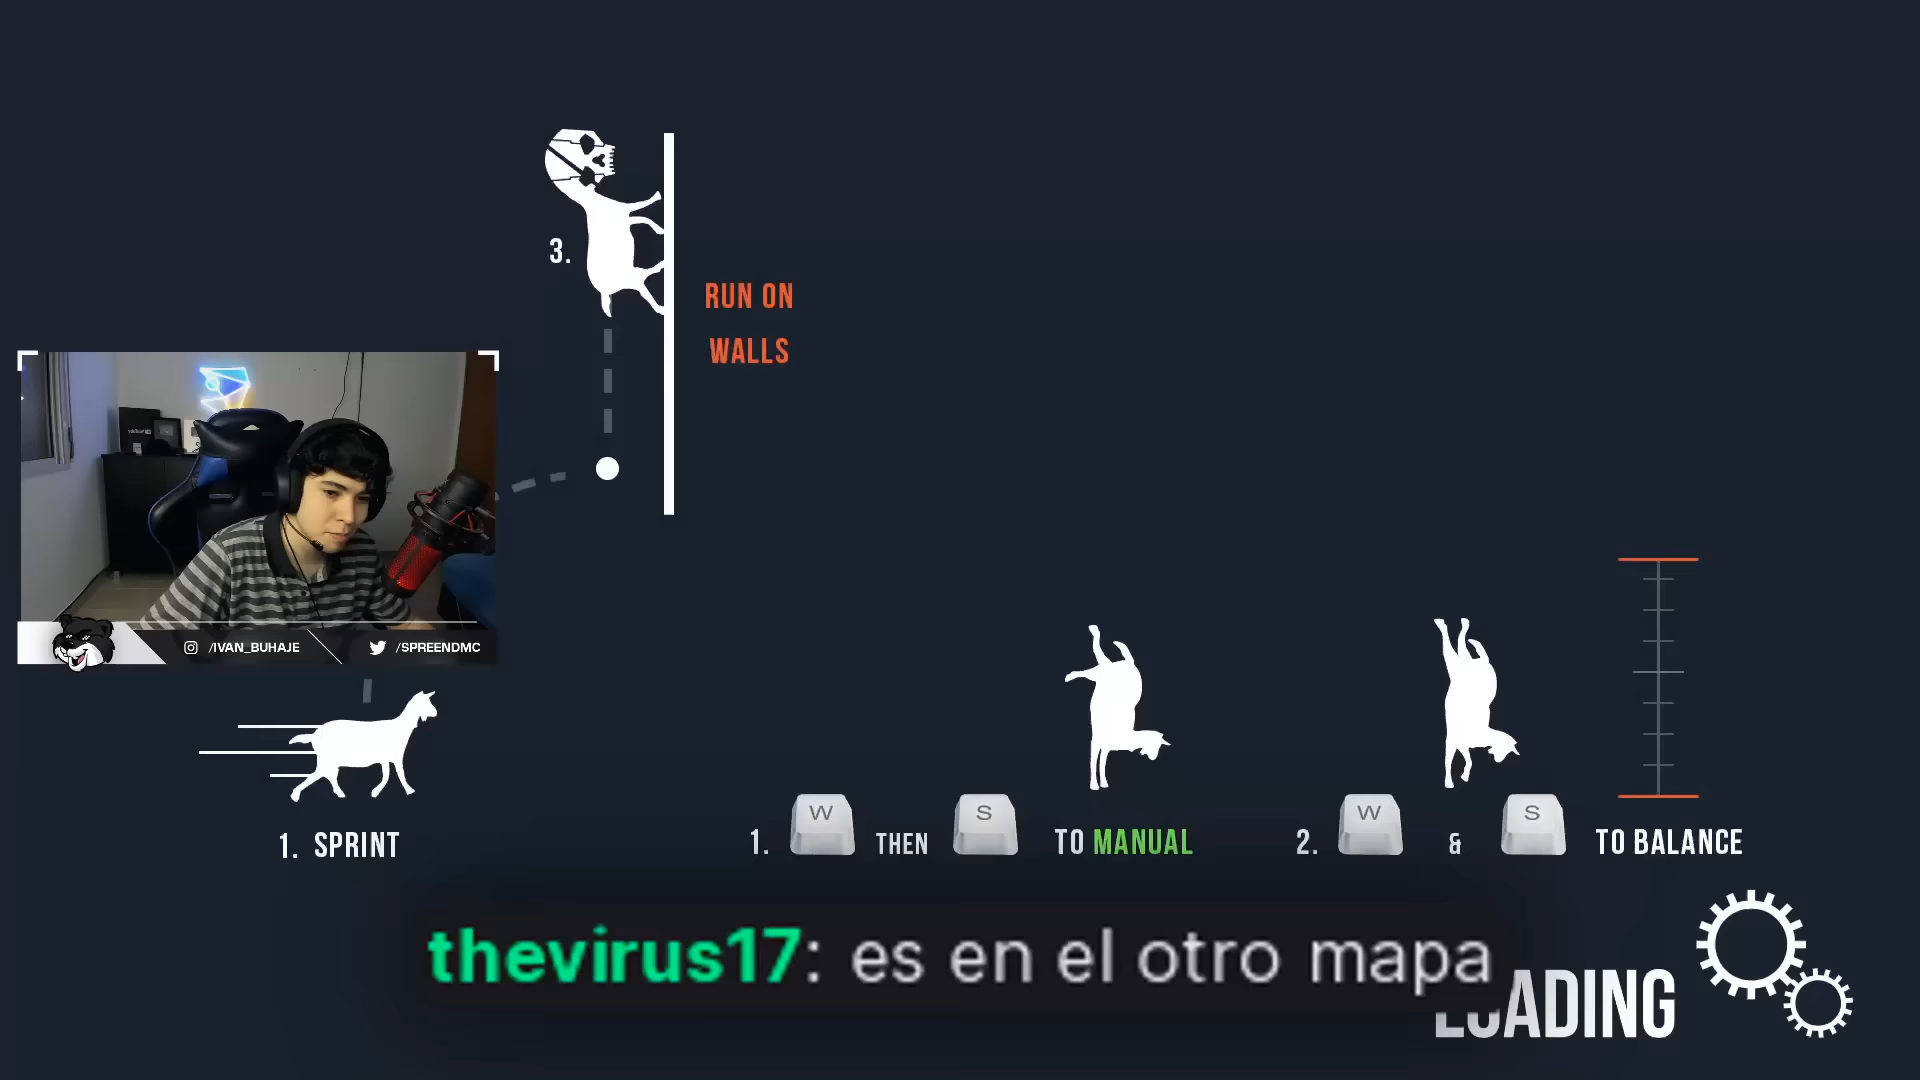 3.
RUN ON
WALLS
/IVAN_BUHAJE
/SPREENDMC
1. SPRINT
1. W THEN S TO MANUAL
2. W & S TO BALANCE
thevirus17: es en el otro mapa
LOADING